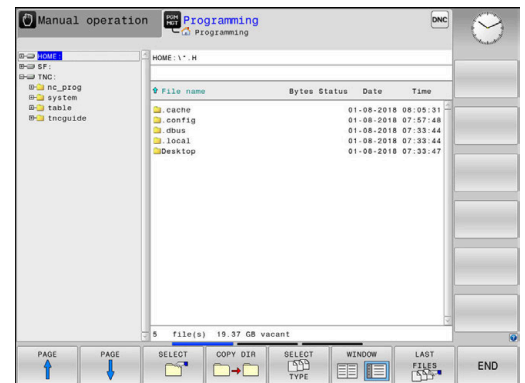 Manual operation
PGM MGT
Programming
Programming
DNC
HOME:
SF:
TNC:
nc_prog
system
table
tncguide
HOME:\*.H
File name Bytes Status Date Time
.cache 01-08-2018 08:05:31
.config 01-08-2018 07:57:48
.dbus 01-08-2018 07:33:44
.local 01-08-2018 07:33:44
Desktop 01-08-2018 07:33:47
5 file(s) 19.37 GB vacant
PAGE
PAGE
SELECT
COPY DIR
SELECT
TYPE
WINDOW
LAST
FILES
END